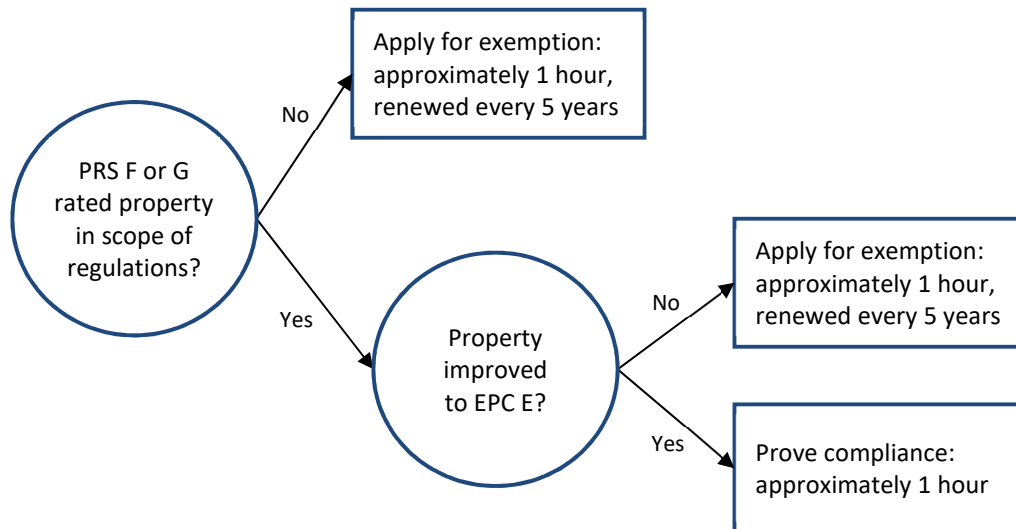 PRS F or G
rated property
in scope of
regulations?
No
Apply for exemption:
approximately 1 hour,
renewed every 5 years
Yes
Property
improved
to EPC E?
No
Apply for exemption:
approximately 1 hour,
renewed every 5 years
Yes
Prove compliance:
approximately 1 hour